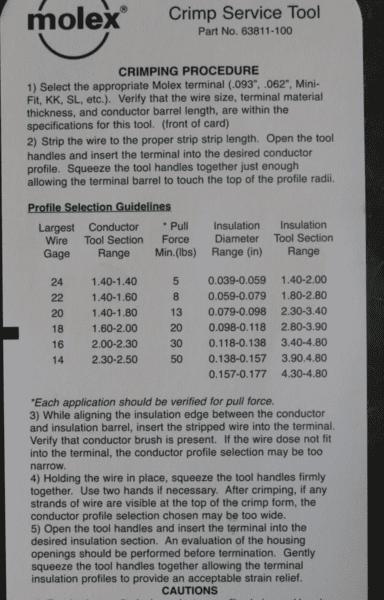 molex® Crimp Service Tool
Part No. 63811-100
CRIMPING PROCEDURE
1) Select the appropriate Molex terminal (.093", .062", Mini-
Fit, KK, SL, etc.). Verify that the wire size, terminal material
thickness, and conductor barrel length, are within the
specifications for this tool. (front of card)
2) Strip the wire to the proper strip strip length. Open the tool
handles and insert the terminal into the desired conductor
profile. Squeeze the tool handles together just enough
allowing the terminal barrel to touch the top of the profile radii.
Profile Selection Guidelines
Largest Conductor * Pull Insulation Insulation
Wire Tool Section Force Diameter Tool Section
Gage Range Min.(lbs) Range (in) Range
24 1.40-1.40 5 0.039-0.059 1.40-2.00
22 1.40-1.60 8 0.059-0.079 1.80-2.80
20 1.40-1.80 13 0.079-0.098 2.30-3.40
18 1.60-2.00 20 0.098-0.118 2.80-3.90
16 2.00-2.30 30 0.118-0.138 3.40-4.80
14 2.30-2.50 50 0.138-0.157 3.90.4.80
0.157-0.177 4.30-4.80
*Each application should be verified for pull force.
3) While aligning the insulation edge between the conductor
and insulation barrel, insert the stripped wire into the terminal.
Verify that conductor brush is present. If the wire dose not fit
into the terminal, the conductor profile selection may be too
narrow.
4) Holding the wire in place, squeeze the tool handles firmly
together. Use two hands if necessary. After crimping, if any
strands of wire are visible at the top of the crimp form, the
conductor profile selection chosen may be too wide.
5) Open the tool handles and insert the terminal into the
desired insulation section. An evaluation of the housing
openings should be performed before termination. Gently
squeeze the tool handles together allowing the terminal
insulation profiles to provide an acceptable strain relief.
CAUTIONS